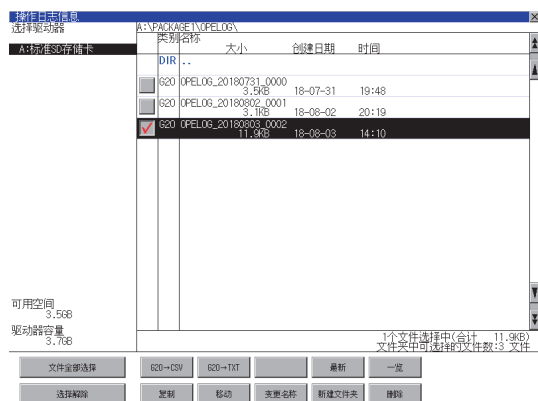 操作日志信息
选择驱动器
A:标准SD存储卡
A:\PACKAGE1\OPELOG\
类别名称
大小 创建日期 时间
DIR ..
G20 OPELOG_20180731_0000
3.5KB 18-07-31 19:48
G20 OPELOG_20180802_0001
3.1KB 18-08-02 20:19
G20 OPELOG_20180803_0002
11.9KB 18-08-03 14:10
可用空间
3.5GB
驱动器容量
3.7GB
1个文件选择中(合计 11.9KB)
文件夹中可选择的文件数:3 文件
文件全部选择 G20→CSV G20→TXT 最新 一览
选择解除 复制 移动 变更名称 新建文件夹 删除